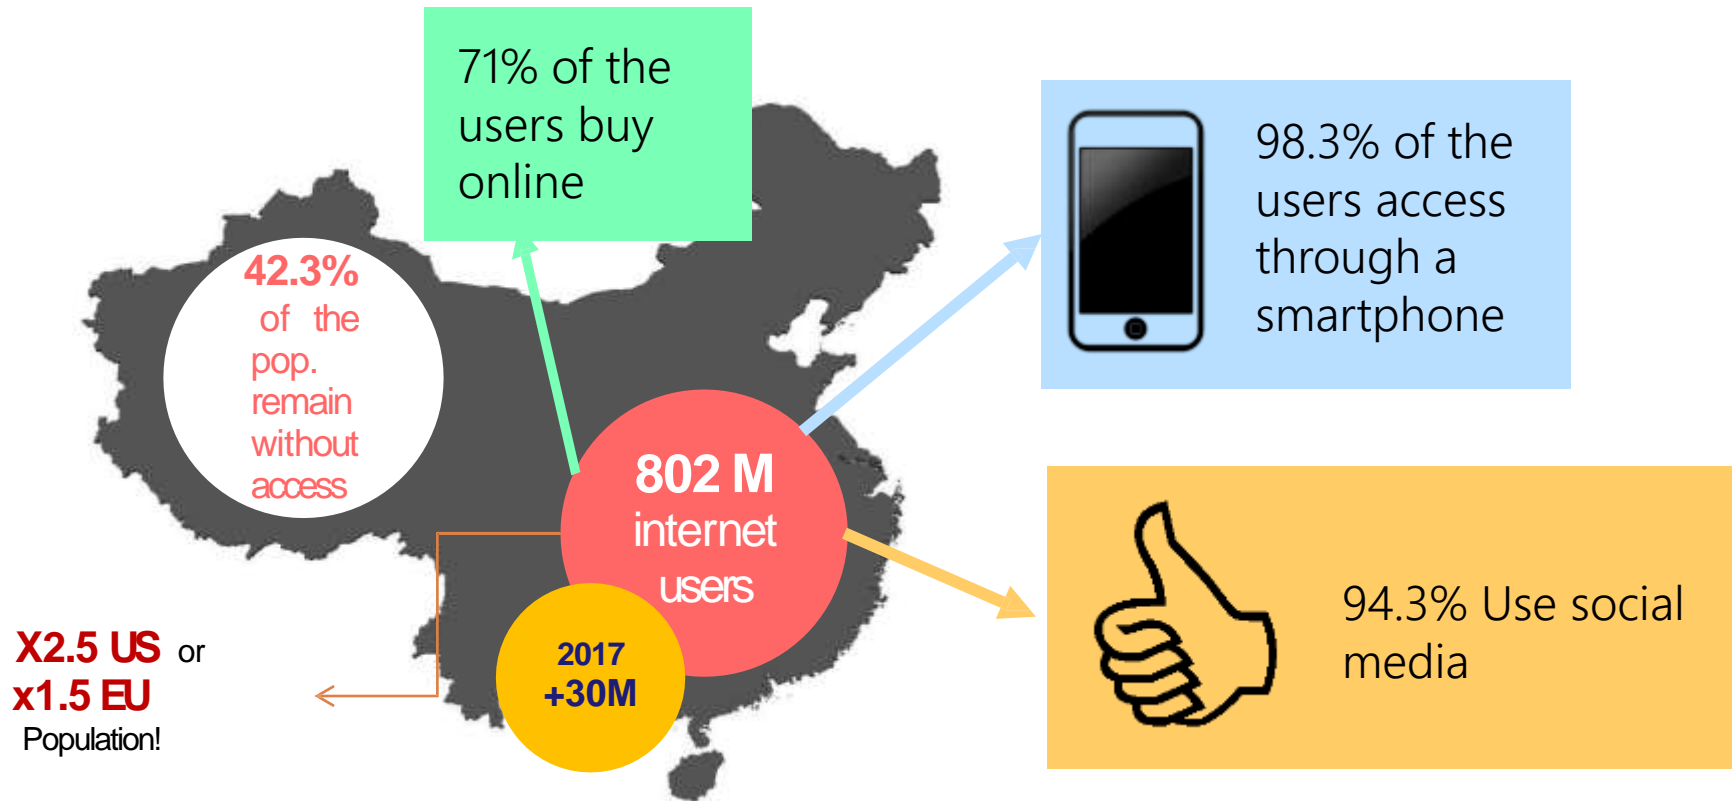 71% of the
users buy
online
98.3% of the
users access
through a
smartphone
42.3%
of the
pop.
remain
without
access
802 M
internet
users
2017
+30M
94.3% Use social
media
X2.5 US or
x1.5 EU
Population!